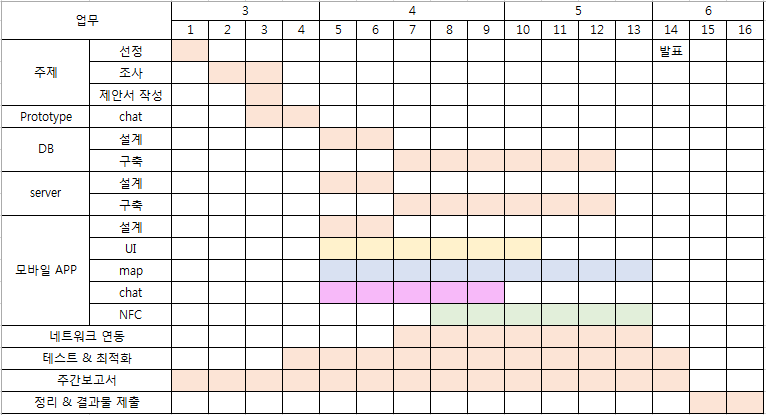 업무 3 4 5 6
1 2 3 4 5 6 7 8 9 10 11 12 13 14 15 16
주제 선정 발표
조사
제안서 작성
Prototype chat
DB 설계
구축
server 설계
구축
모바일 APP 설계
UI
map
chat
NFC
네트워크 연동
테스트 & 최적화
주간보고서
정리 & 결과물 제출